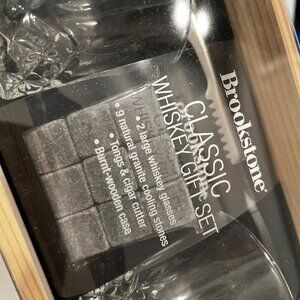 Brookstone
CLASSIC
WHISKEY GIFT SET
• 2 large whiskey glasses
• 9 natural granite cooling stones
• Tongs & cigar cutter
• Burnt-wooden case